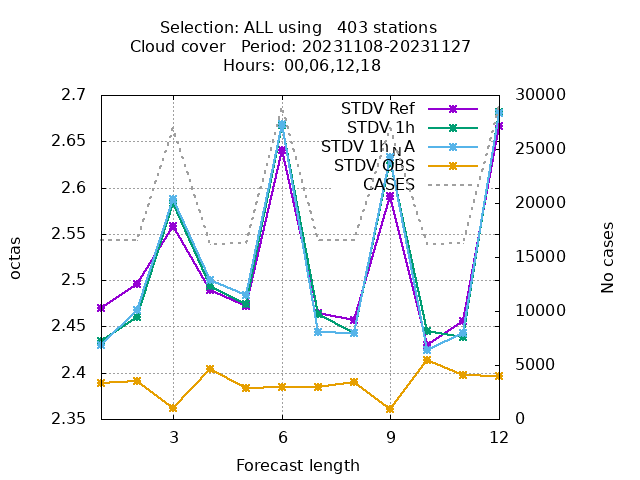 Selection: ALL using   403 stations
Cloud cover   Period: 20231108-20231127
Hours: 00,06,12,18
2.7
2.65
2.6
2.55
2.5
2.45
2.4
2.35
octas
30000
25000
20000
15000
10000
5000
0
No cases
STDV Ref
STDV 1h
STDV 1h_NA
STDV OBS
CASES
3 6 9 12
Forecast length